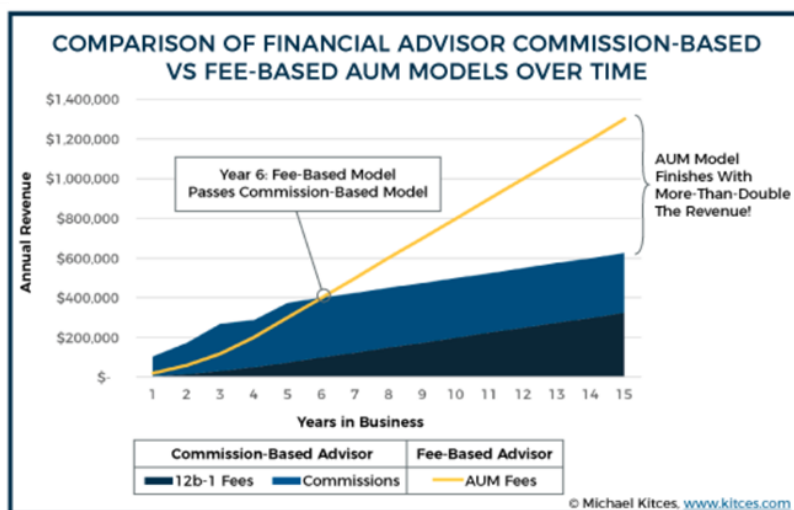 COMPARISON OF FINANCIAL ADVISOR COMMISSION-BASED
VS FEE-BASED AUM MODELS OVER TIME
$1,400,000
$1,200,000
$1,000,000
$800,000
$600,000
$400,000
$200,000
$-
Annual Revenue
Year 6: Fee-Based Model
Passes Commission-Based Model
AUM Model
Finishes With
More-Than-Double
The Revenue!
1 2 3 4 5 6 7 8 9 10 11 12 13 14 15
Years in Business
Commission-Based Advisor Fee-Based Advisor
12b-1 Fees Commissions AUM Fees
© Michael Kitces, www.kitces.com